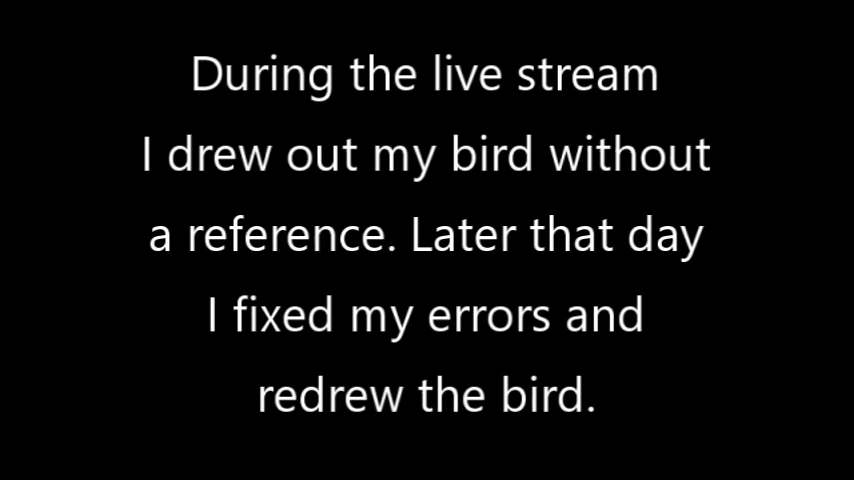 During the live stream
I drew out my bird without
a reference. Later that day
I fixed my errors and
redrew the bird.